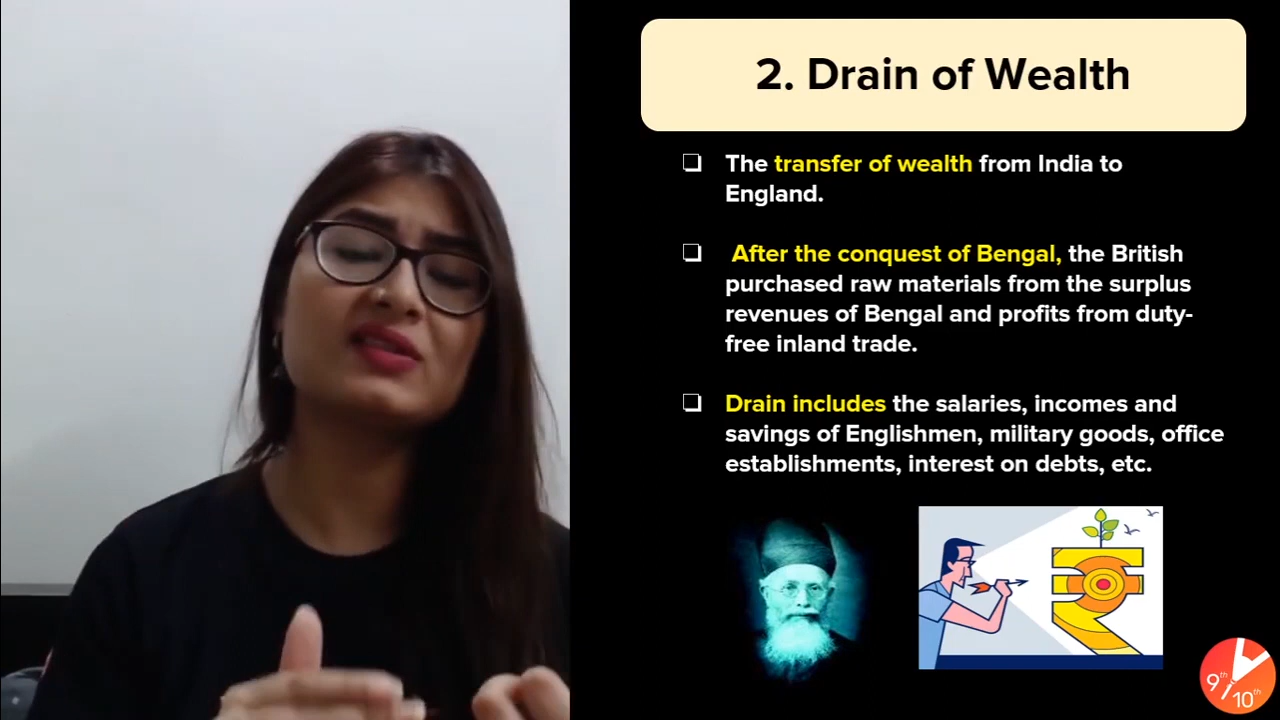 2. Drain of Wealth
❏ The transfer of wealth from India to
England.
❏ After the conquest of Bengal, the British
purchased raw materials from the surplus
revenues of Bengal and profits from duty-
free inland trade.
❏ Drain includes the salaries, incomes and
savings of Englishmen, military goods, office
establishments, interest on debts, etc.
9th
10th